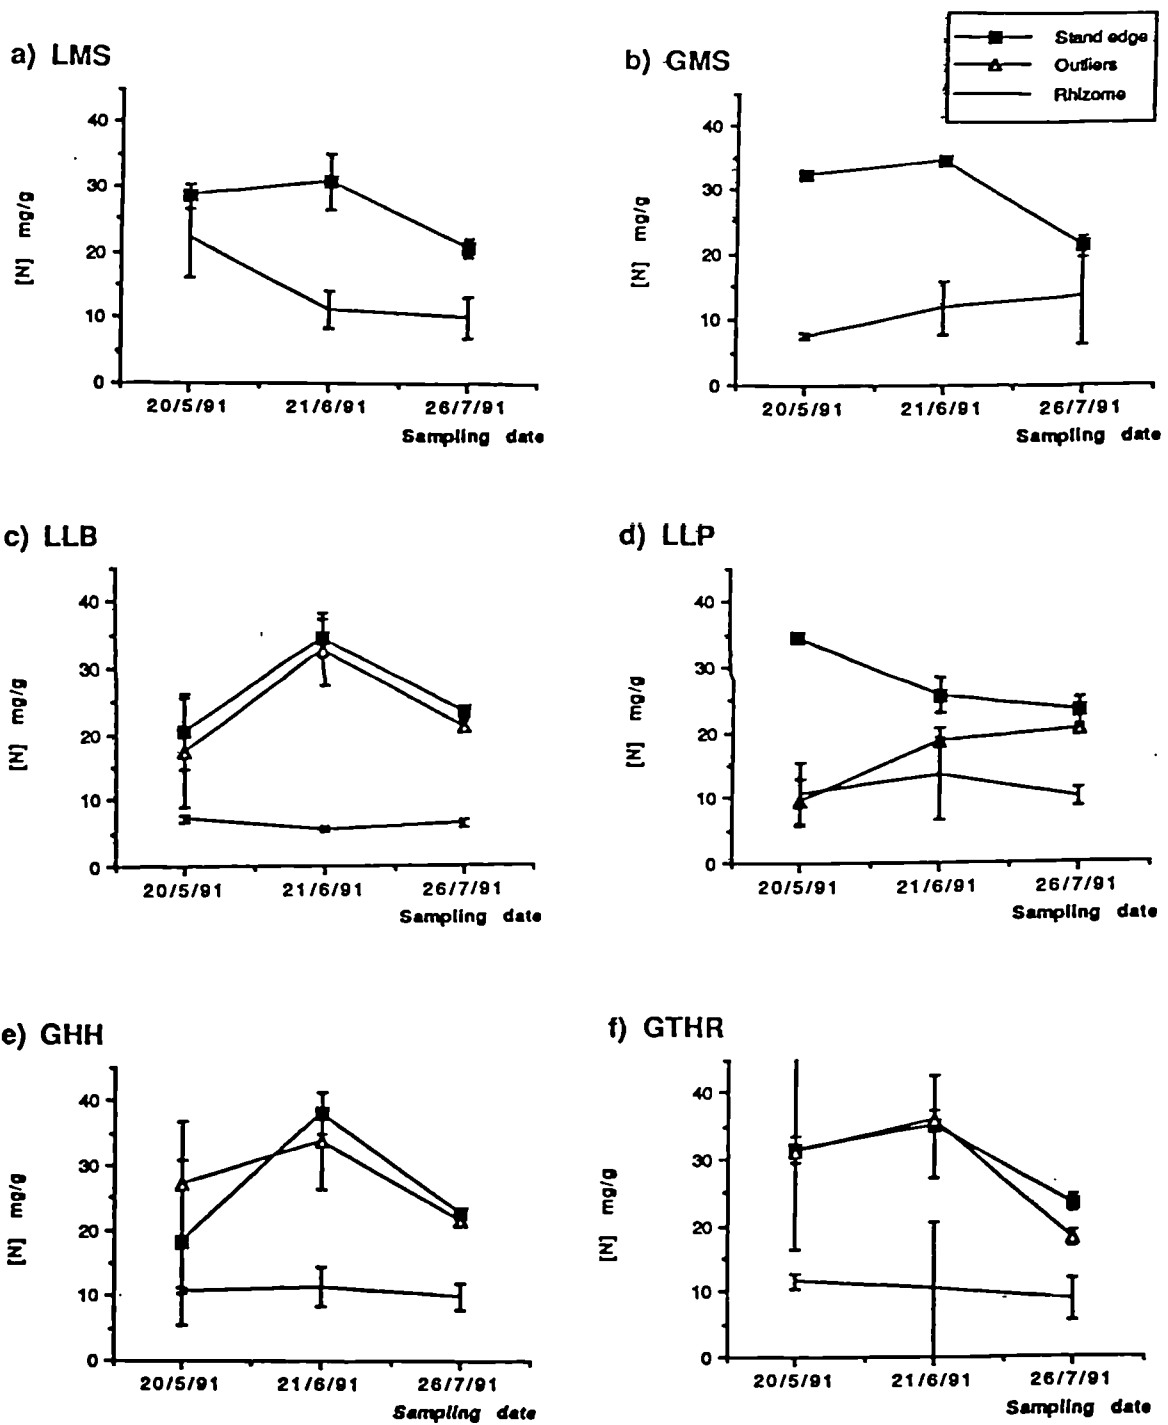 a) LMS
b) GMS
Stand edge
Outliers
Rhizome
[N] mg/g
40
30
20
10
0
20/5/91 21/6/91 26/7/91
Sampling date
[N] mg/g
40
30
20
10
0
20/5/91 21/6/91 26/7/91
Sampling date
c) LLB
[N] mg/g
40
30
20
10
0
20/5/91 21/6/91 26/7/91
Sampling date
d) LLP
[N] mg/g
40
30
20
10
0
20/5/91 21/6/91 26/7/91
Sampling date
e) GHH
[N] mg/g
40
30
20
10
0
20/5/91 21/6/91 26/7/91
Sampling date
f) GTHR
[N] mg/g
40
30
20
10
0
20/5/91 21/6/91 26/7/91
Sampling date